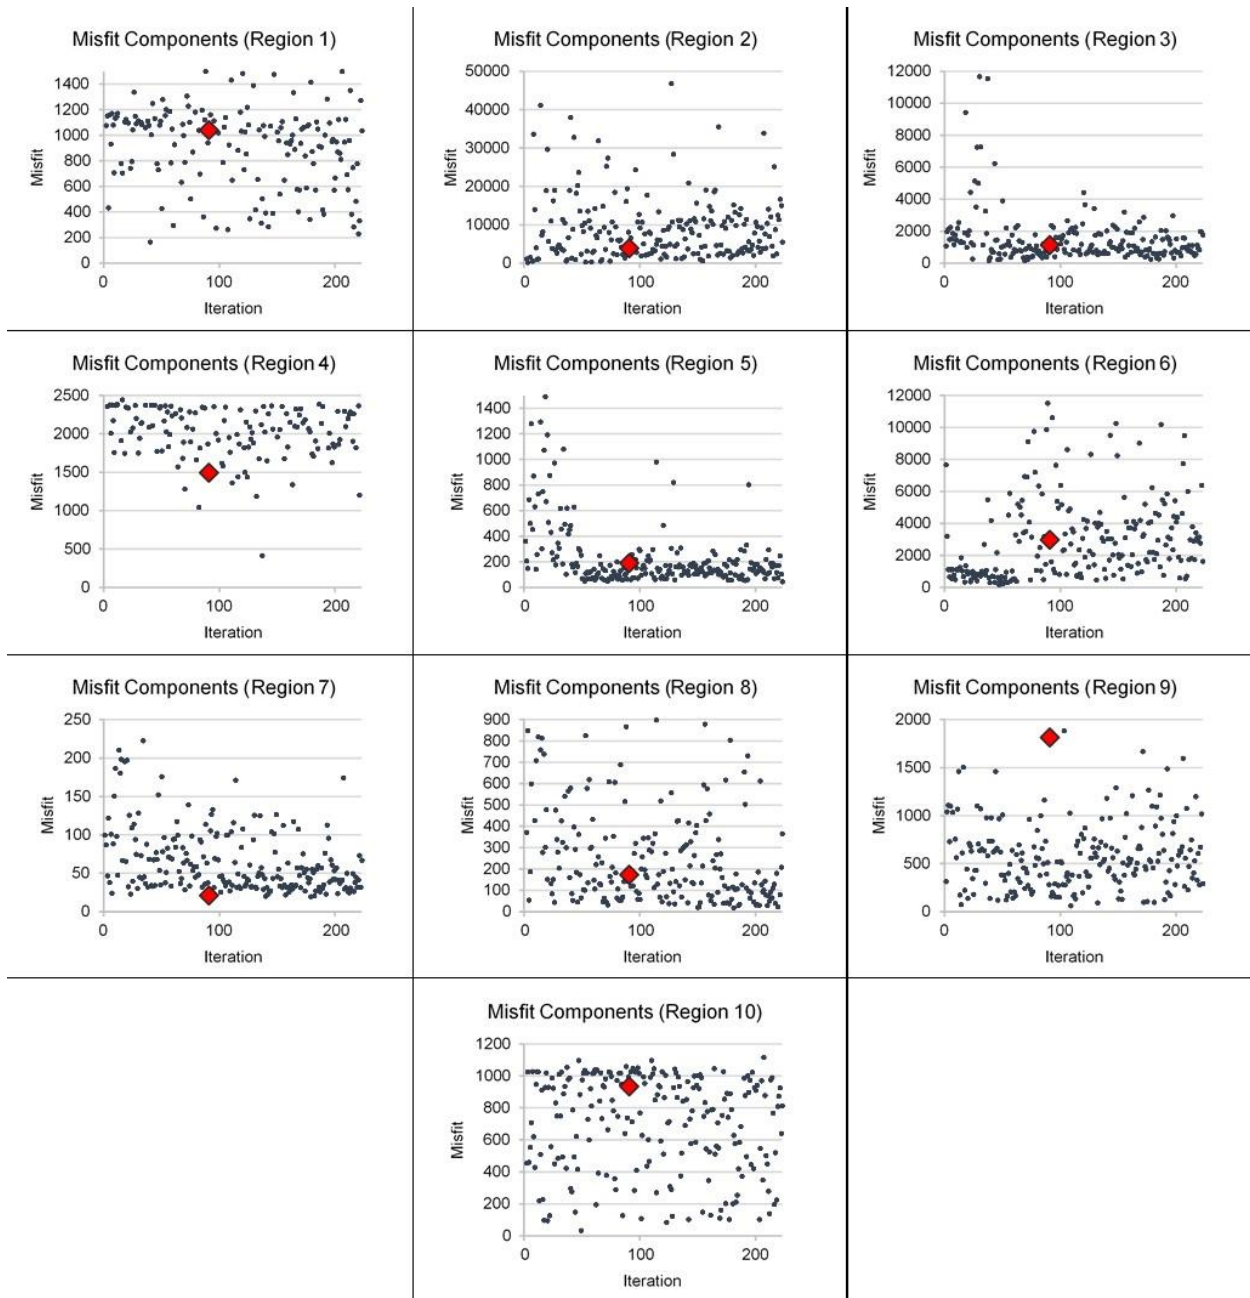 Misfit Components (Region 1)
1400
1200
1000
800
600
400
200
0
Misfit
0 100 200
Iteration
Misfit Components (Region 2)
50000
40000
30000
20000
10000
0
Misfit
0 100 200
Iteration
Misfit Components (Region 3)
12000
10000
8000
6000
4000
2000
0
Misfit
0 100 200
Iteration
Misfit Components (Region 4)
2500
2000
1500
1000
500
0
Misfit
0 100 200
Iteration
Misfit Components (Region 5)
1400
1200
1000
800
600
400
200
0
Misfit
0 100 200
Iteration
Misfit Components (Region 6)
12000
10000
8000
6000
4000
2000
0
Misfit
0 100 200
Iteration
Misfit Components (Region 7)
250
200
150
100
50
0
Misfit
0 100 200
Iteration
Misfit Components (Region 8)
900
800
700
600
500
400
300
200
100
0
Misfit
0 100 200
Iteration
Misfit Components (Region 9)
2000
1500
1000
500
0
Misfit
0 100 200
Iteration
Misfit Components (Region 10)
1200
1000
800
600
400
200
0
Misfit
0 100 200
Iteration